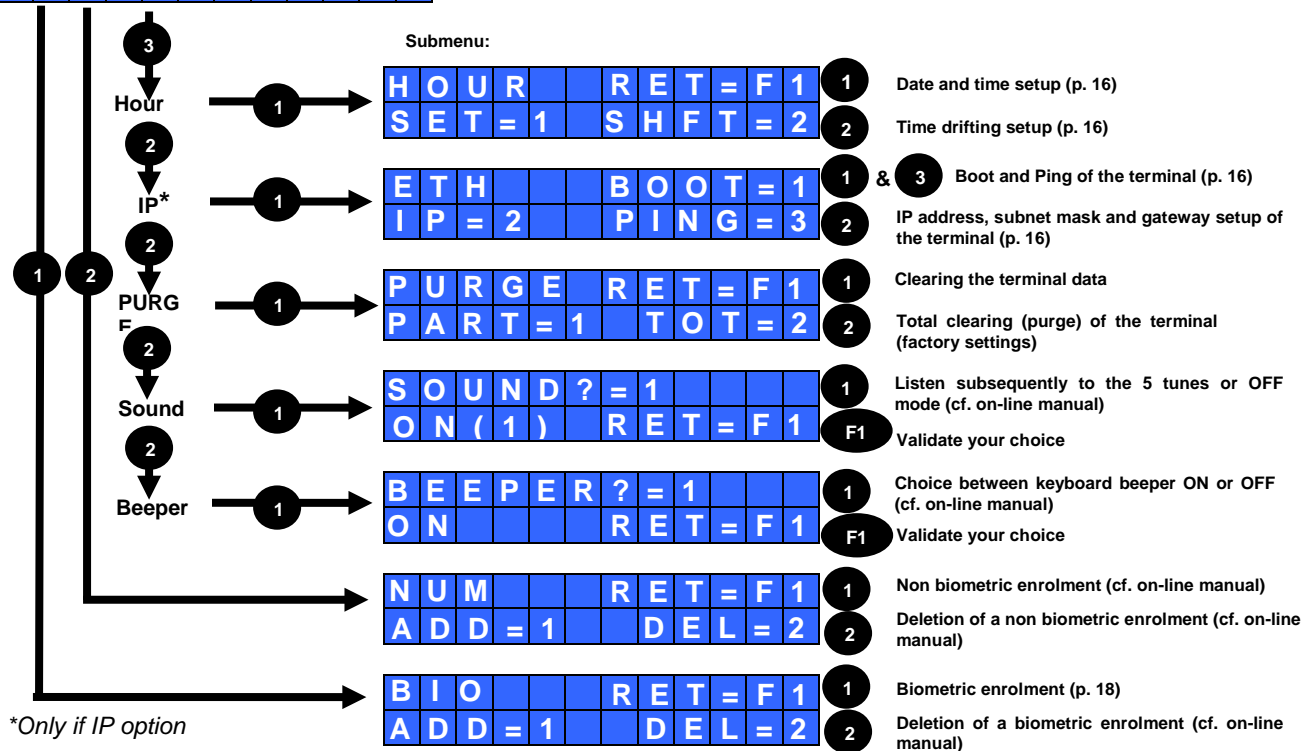 Submenu:
3
Hour
1
HOUR RET=F1
SET=1 SHFT=2
1 Date and time setup (p. 16)
2 Time drifting setup (p. 16)
2
IP*
1
ETH BOOT=1
IP=2 PING=3
1 & 3 Boot and Ping of the terminal (p. 16)
2 IP address, subnet mask and gateway setup of
the terminal (p. 16)
2
1 2
PURG
1
PURGE RET=F1
PART=1 TOT=2
1 Clearing the terminal data
2 Total clearing (purge) of the terminal
(factory settings)
2
Sound
1
SOUND?=1
ON(1) RET=F1
1 Listen subsequently to the 5 tunes or OFF
mode (cf. on-line manual)
F1 Validate your choice
2
Beeper
1
BEEPER?=1
ON RET=F1
1 Choice between keyboard beeper ON or OFF
(cf. on-line manual)
F1 Validate your choice
NUM RET=F1
ADD=1 DEL=2
1 Non biometric enrolment (cf. on-line manual)
2 Deletion of a non biometric enrolment (cf. on-line
manual)
BIO RET=F1
ADD=1 DEL=2
1 Biometric enrolment (p. 18)
2 Deletion of a biometric enrolment (cf. on-line
manual)
*Only if IP option